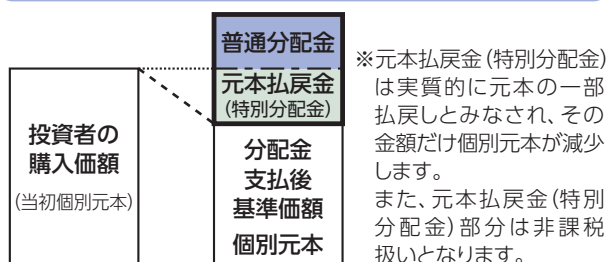 普通分配金
元本払戻金
(特別分配金)
投資者の
購入価額
(当初個別元本)
分配金
支払後
基準価額
個別元本
※元本払戻金(特別分配金)
は実質的に元本の一部
払戻しとみなされ、その
金額だけ個別元本が減少
します。
また、元本払戻金(特別
分配金)部分は非課税
扱いとなります。